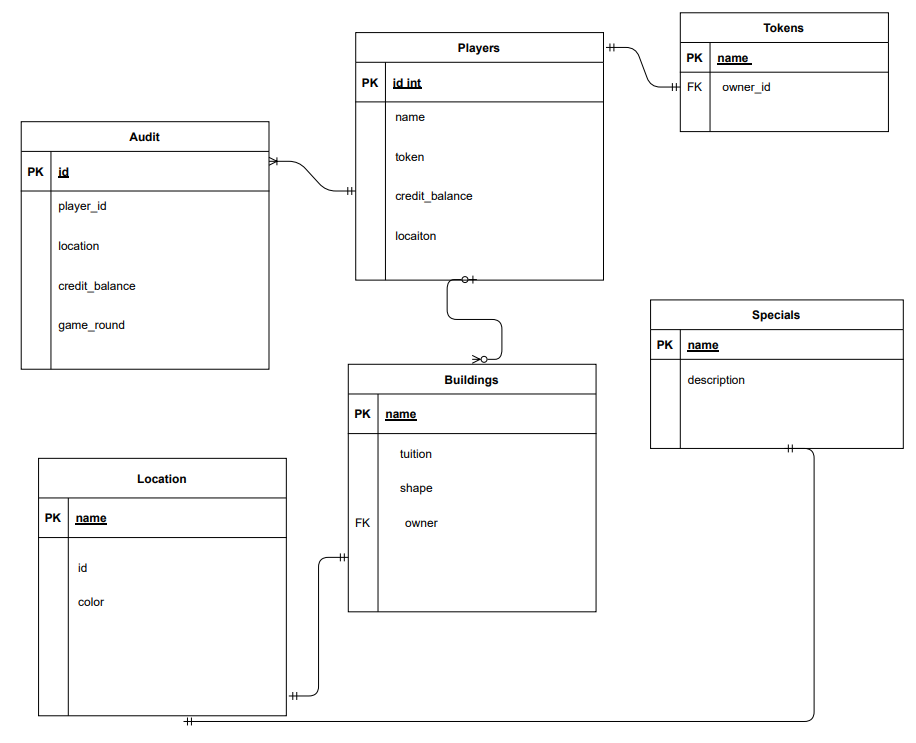 Players
PK id int
name
token
credit_balance
locaiton
Tokens
PK name
FK owner_id
Audit
PK id
player_id
location
credit_balance
game_round
Buildings
PK name
tuition
shape
FK owner
Specials
PK name
description
Location
PK name
id
color